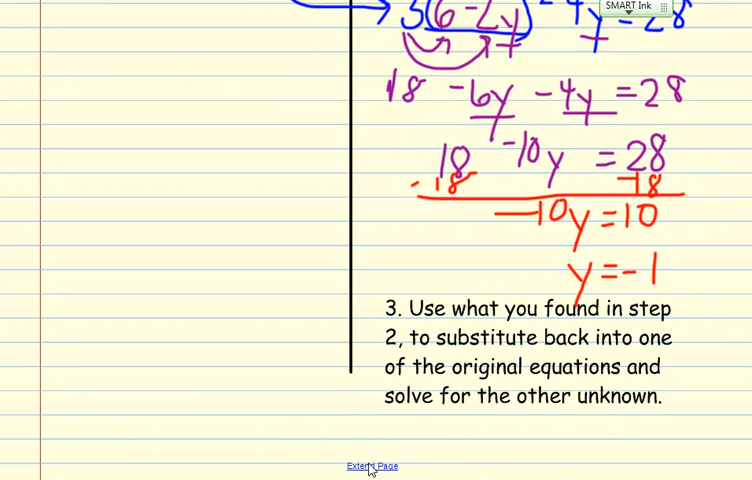 SMART Ink
3(6-2y) - 4y = 28
18 - 6y - 4y = 28
18 -10y = 28
-18 -18
-10y = 10
y = - 1
3. Use what you found in step
2, to substitute back into one
of the original equations and
solve for the other unknown.
Extend Page